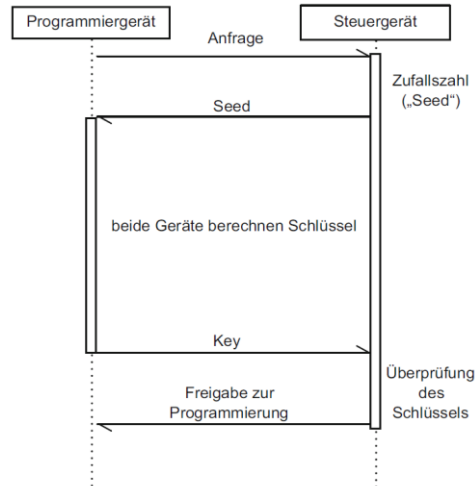 Programmiergerät
Steuergerät
Anfrage
Zufallszahl
(„Seed“)
Seed
beide Geräte berechnen Schlüssel
Key
Überprüfung
des
Schlüssels
Freigabe zur
Programmierung